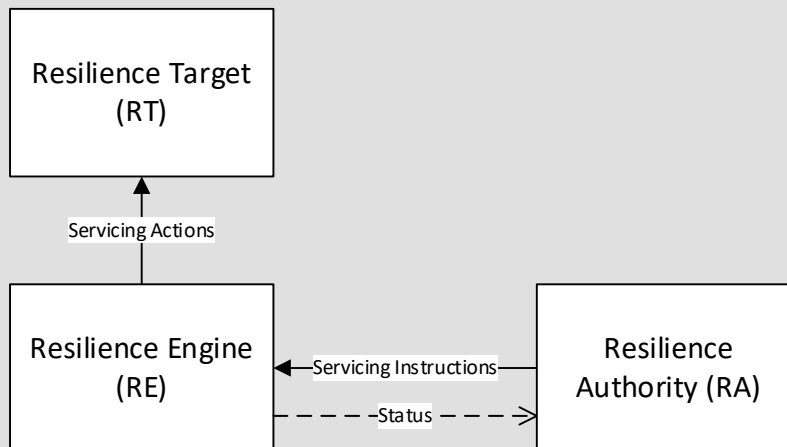 Resilience Target
(RT)
Servicing Actions
Resilience Engine
(RE)
Servicing Instructions
Status
Resilience
Authority (RA)